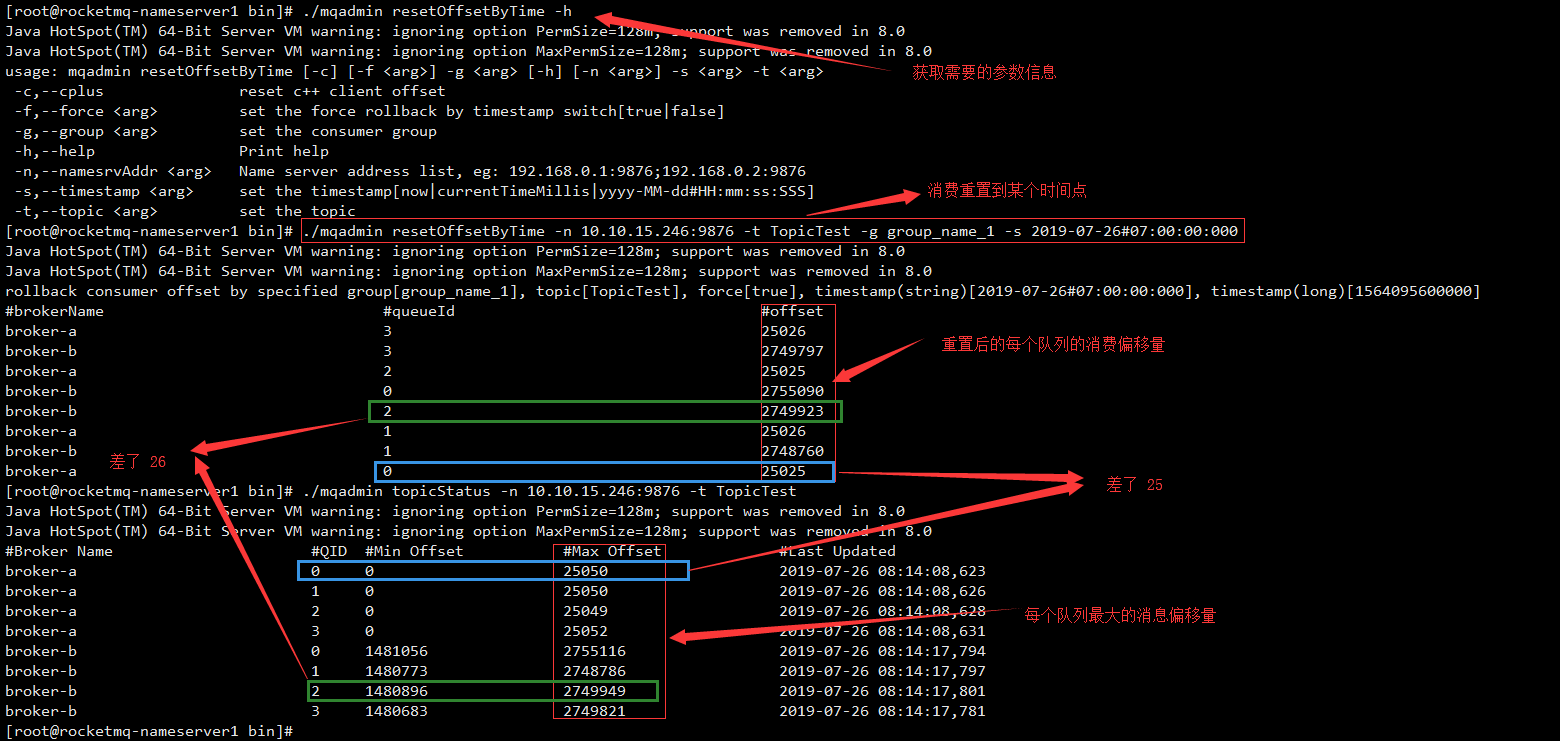 [root@rocketmq-nameserver1 bin]# ./mqadmin resetOffsetByTime -h
Java HotSpot(TM) 64-Bit Server VM warning: ignoring option PermSize=128m; support was removed in 8.0
Java HotSpot(TM) 64-Bit Server VM warning: ignoring option MaxPermSize=128m; support was removed in 8.0
usage: mqadmin resetOffsetByTime [-c] [-f <arg>] -g <arg> [-h] [-n <arg>] -s <arg> -t <arg>
获取需要的参数信息
-c,--cplus reset c++ client offset
-f,--force <arg> set the force rollback by timestamp switch[true|false]
-g,--group <arg> set the consumer group
-h,--help Print help
-n,--namesrvAddr <arg> Name server address list, eg: 192.168.0.1:9876;192.168.0.2:9876
-s,--timestamp <arg> set the timestamp[now|currentTimeMillis|yyyy-MM-dd#HH:mm:ss:SSS]
消费重置到某个时间点
-t,--topic <arg> set the topic
[root@rocketmq-nameserver1 bin]# ./mqadmin resetOffsetByTime -n 10.10.15.246:9876 -t TopicTest -g group_name_1 -s 2019-07-26#07:00:00:000
Java HotSpot(TM) 64-Bit Server VM warning: ignoring option PermSize=128m; support was removed in 8.0
Java HotSpot(TM) 64-Bit Server VM warning: ignoring option MaxPermSize=128m; support was removed in 8.0
rollback consumer offset by specified group[group_name_1], topic[TopicTest], force[true], timestamp(string)[2019-07-26#07:00:00:000], timestamp(long)[1564095600000]
#brokerName #queueId #offset
broker-a 3 25026
broker-b 3 2749797
重置后的每个队列的消费偏移量
broker-a 2 25025
broker-b 0 2755090
broker-b 2 2749923
broker-a 1 25026
broker-b 1 2748760
差了 26
broker-a 0 25025
差了 25
[root@rocketmq-nameserver1 bin]# ./mqadmin topicStatus -n 10.10.15.246:9876 -t TopicTest
Java HotSpot(TM) 64-Bit Server VM warning: ignoring option PermSize=128m; support was removed in 8.0
Java HotSpot(TM) 64-Bit Server VM warning: ignoring option MaxPermSize=128m; support was removed in 8.0
#Broker Name #QID #Min Offset #Max Offset #Last Updated
broker-a 0 0 25050 2019-07-26 08:14:08,623
broker-a 1 0 25050 2019-07-26 08:14:08,626
broker-a 2 0 25049 2019-07-26 08:14:08,628
每个队列最大的消息偏移量
broker-a 3 0 25052 2019-07-26 08:14:08,631
broker-b 0 1481056 2755116 2019-07-26 08:14:17,794
broker-b 1 1480773 2748786 2019-07-26 08:14:17,797
broker-b 2 1480896 2749949 2019-07-26 08:14:17,801
broker-b 3 1480683 2749821 2019-07-26 08:14:17,781
[root@rocketmq-nameserver1 bin]#